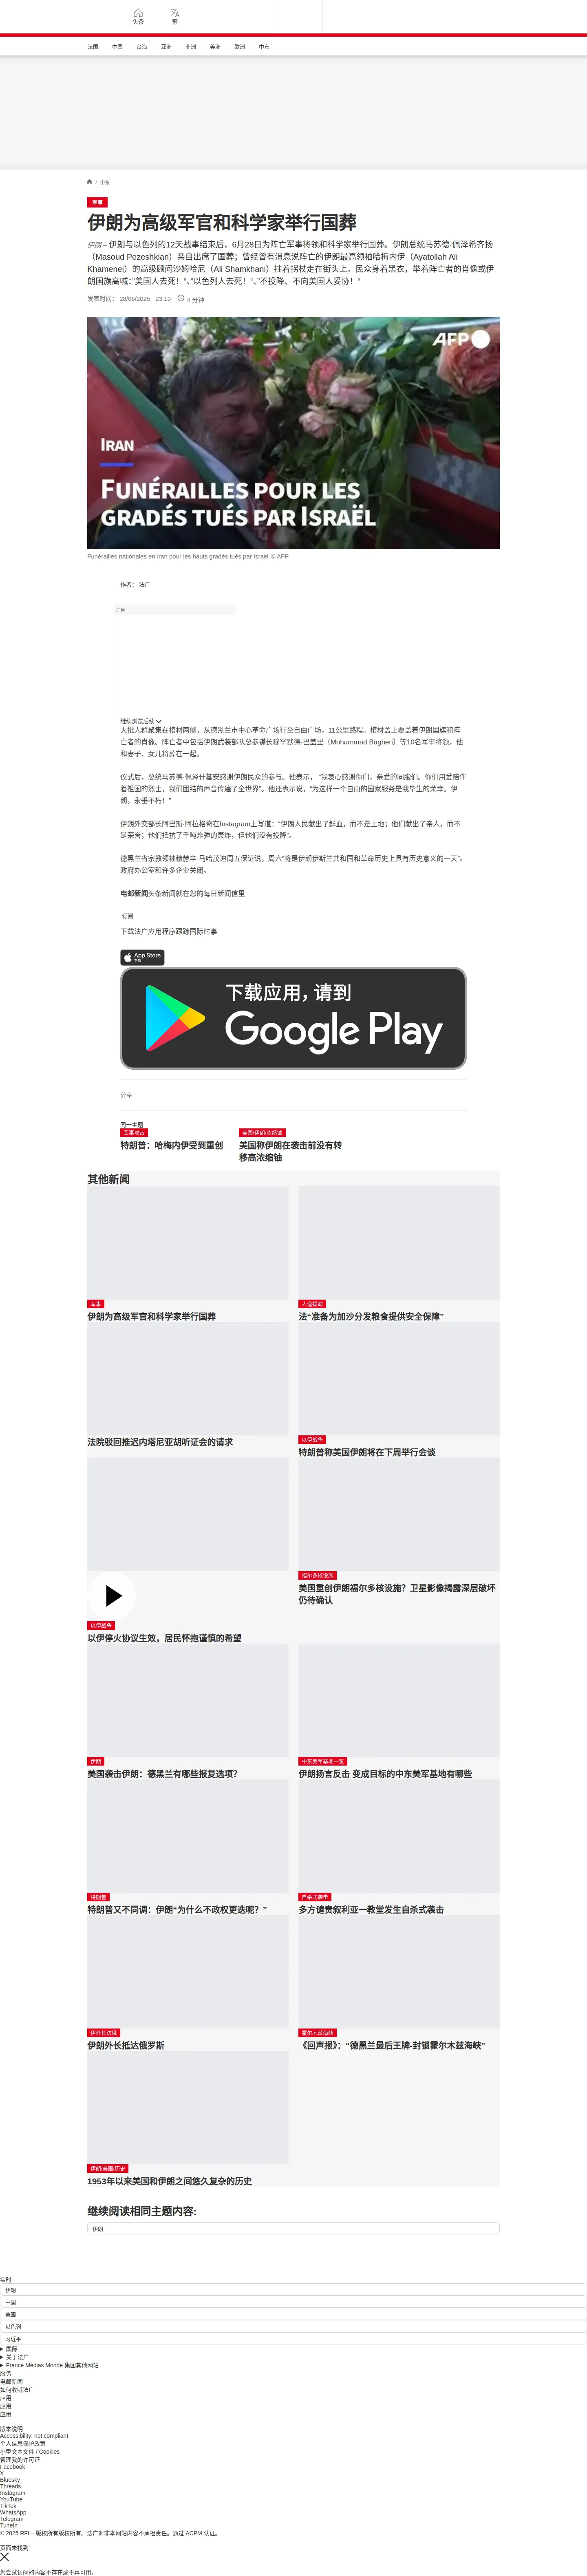 头条
繁
法国
中国
台海
亚洲
非洲
美洲
欧洲
中东
/ 中东
军事
伊朗为高级军官和科学家举行国葬
伊朗 – 伊朗与以色列的12天战事结束后，6月28日为阵亡军事将领和科学家举行国葬。伊朗总统马苏德·佩泽希齐扬
（Masoud Pezeshkian）亲自出席了国葬；曾经曾有消息说阵亡的伊朗最高领袖哈梅内伊（Ayatollah Ali
Khamenei）的高级顾问沙姆哈尼（Ali Shamkhani）拄着拐杖走在街头上。民众身着黑衣，举着阵亡者的肖像或伊
朗国旗高喊：“美国人去死！“、”以色列人去死！“、”不投降、不向美国人妥协！“
发表时间： 28/06/2025 - 23:10
4 分钟
AFP
IRAN
FUNÉRAILLES POUR LES
GRADÉS TUÉS PAR ISRAËL
Funérailles nationales en Iran pour les hauts gradés tués par Israël! © AFP
作者： 法广
广告
继续浏览后续
大批人群聚集在棺材两侧，从德黑兰市中心革命广场行至自由广场，11公里路程。棺材盖上覆盖着伊朗国旗和阵
亡者的肖像。阵亡者中包括伊朗武装部队总参谋长穆罕默德·巴盖里（Mohammad Bagheri）等10名军事将领，他
和妻子、女儿将葬在一起。
仪式后，总统马苏德·佩泽什基安感谢伊朗民众的参与。他表示， “我衷心感谢你们，亲爱的同胞们。你们用爱陪伴
着祖国的烈士，我们团结的声音传遍了全世界”。他还表示说，“为这样一个自由的国家服务是我毕生的荣幸。伊
朗，永垂不朽！”
伊朗外交部长阿巴斯·阿拉格奇在Instagram上写道：“伊朗人民献出了鲜血，而不是土地；他们献出了亲人，而不
是荣誉；他们抵抗了千吨炸弹的轰炸，但他们没有投降”。
德黑兰省宗教领袖穆赫辛·马哈茂迪周五保证说，周六“将是伊朗伊斯兰共和国和革命历史上具有历史意义的一天”。
政府办公室和许多企业关闭。
电邮新闻头条新闻就在您的每日新闻信里
订阅
下载法广应用程序跟踪国际时事
App Store
下载
下载应用，请到
Google Play
分享 :
同一主题
军事攻击
特朗普：哈梅内伊受到重创
美国/伊朗/浓缩铀
美国称伊朗在袭击前没有转
移高浓缩铀
其他新闻
军事
伊朗为高级军官和科学家举行国葬
人道援助
法“准备为加沙分发粮食提供安全保障”
法院驳回推迟内塔尼亚胡听证会的请求
以伊战争
特朗普称美国伊朗将在下周举行会谈
以伊战争
以伊停火协议生效，居民怀抱谨慎的希望
福尔多核设施
美国重创伊朗福尔多核设施？卫星影像揭露深层破坏
仍待确认
伊朗
美国袭击伊朗：德黑兰有哪些报复选项？
中东美军基地一览
伊朗扬言反击 变成目标的中东美军基地有哪些
特朗普
特朗普又不同调：伊朗“为什么不政权更迭呢？”
自杀式袭击
多方谴责叙利亚一教堂发生自杀式袭击
伊外长访俄
伊朗外长抵达俄罗斯
霍尔木兹海峡
《回声报》：“德黑兰最后王牌-封锁霍尔木兹海峡”
伊朗/美国/历史
1953年以来美国和伊朗之间悠久复杂的历史
继续阅读相同主题内容:
伊朗
实时
伊朗
中国
美国
以色列
习近平
国际
关于法广
France Médias Monde 集团其他网站
服务
电邮新闻
如何收听法广
应用
应用
应用
版本说明
Accessibility: not compliant
个人信息保护政策
小型文本文件 / Cookies
管理我的许可证
Facebook
X
Bluesky
Threads
Instagram
YouTube
TikTok
WhatsApp
Telegram
TuneIn
© 2025 RFI – 版权所有版权所有。法广对非本网站内容不承担责任。通过 ACPM 认证。
页面未找到
您尝试访问的内容不存在或不再可用。